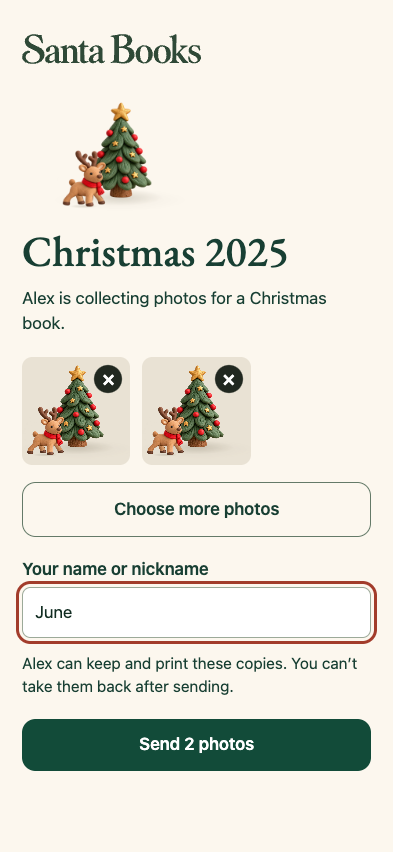 Santa Books
Christmas 2025
Alex is collecting photos for a Christmas
book.
Choose more photos
Your name or nickname
June
Alex can keep and print these copies. You can’t
take them back after sending.
Send 2 photos